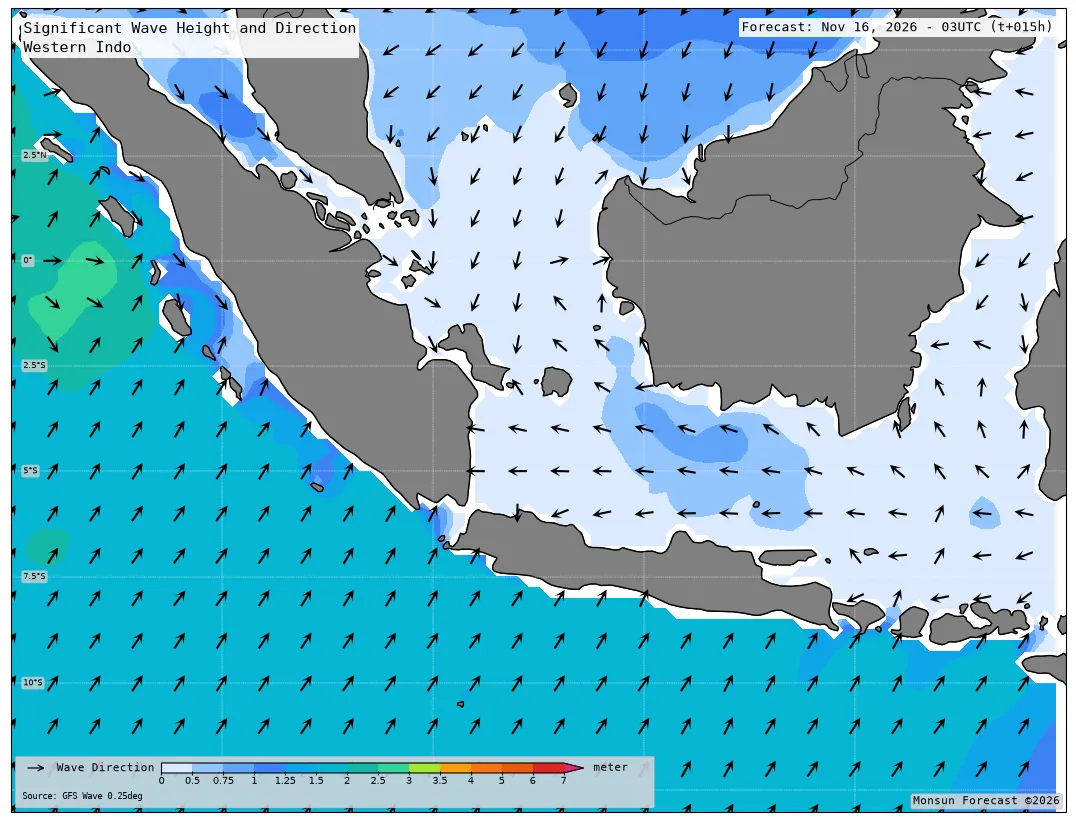 Significant Wave Height and Direction
Western Indo
Forecast: Nov 16, 2026 - 03UTC (t+015h)
2.5°N
0°
2.5°S
5°S
7.5°S
10°S
Wave Direction
0 0.5 0.75 1 1.25 1.5 2 2.5 3 3.5 4 5 6 7
meter
Source: GFS Wave 0.25deg
Monsun Forecast ©2026